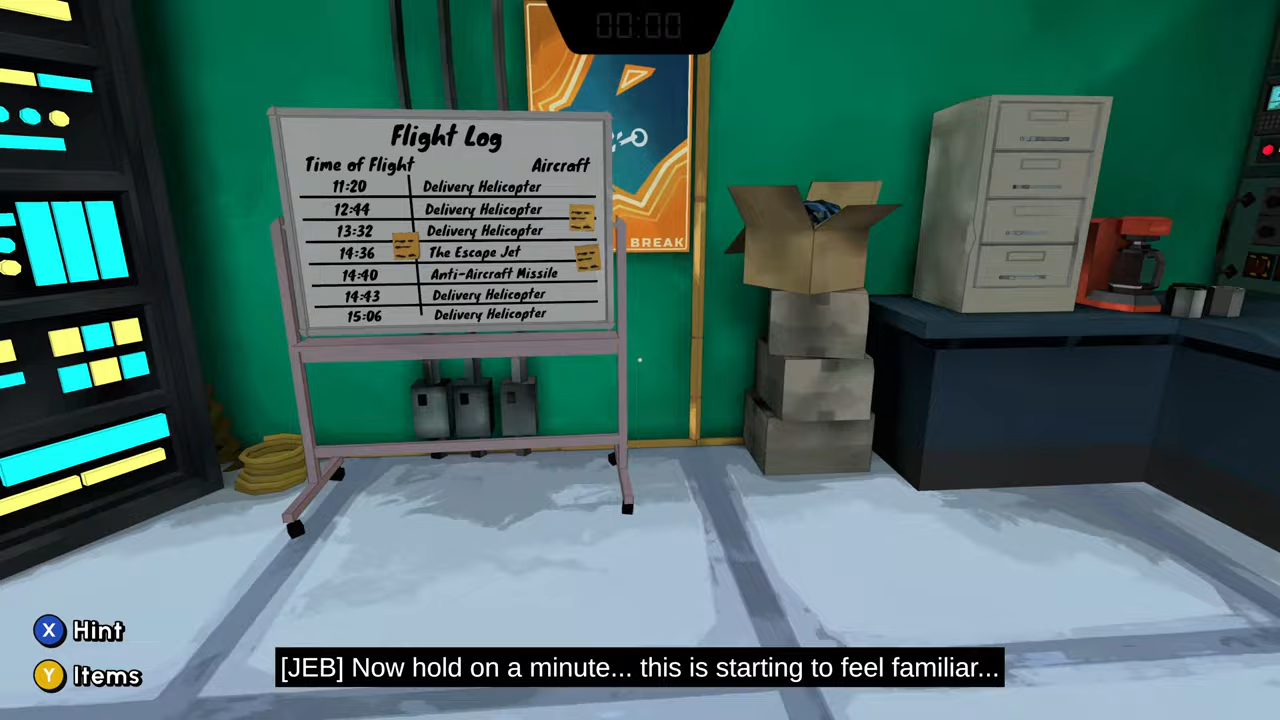 00:00
Flight Log
Time of Flight Aircraft
11:20 Delivery Helicopter
12:44 Delivery Helicopter
13:32 Delivery Helicopter
14:36 The Escape Jet
14:40 Anti-Aircraft Missile
14:43 Delivery Helicopter
15:06 Delivery Helicopter
BREAK
X Hint
Y Items
[JEB] Now hold on a minute... this is starting to feel familiar...